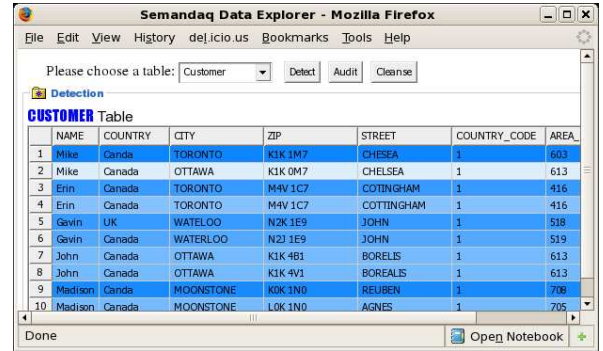 Semandaq Data Explorer - Mozilla Firefox
File Edit View History del.icio.us Bookmarks Tools Help
Please choose a table: Customer Detect Audit Cleanse
Detection
CUSTOMER Table
NAME COUNTRY CITY ZIP STREET COUNTRY_CODE AREA_
1 Mike Canda TORONTO K1K 1M7 CHESEA 1 603
2 Mike Canada OTTAWA K1K 0M7 CHELSEA 1 613
3 Erin Canada TORONTO M4V 1C7 COTINGHAM 1 416
4 Erin Canada TORONTO M4V 1C7 COTTINGHAM 1 416
5 Gavin UK WATELOO N2K 1E9 JOHN 1 518
6 Gavin Canada WATERLOO N2J 1E9 JOHN 1 519
7 John Canada OTTAWA K1K 4B1 BORELIS 1 613
8 John Canada OTTAWA K1K 4V1 BOREALIS 1 613
9 Madison Canda MOONSTONE K0K 1N0 REUBEN 1 708
10 Madison Canada MOONSTONE L0K 1N0 AGNES 1 705
Done Open Notebook